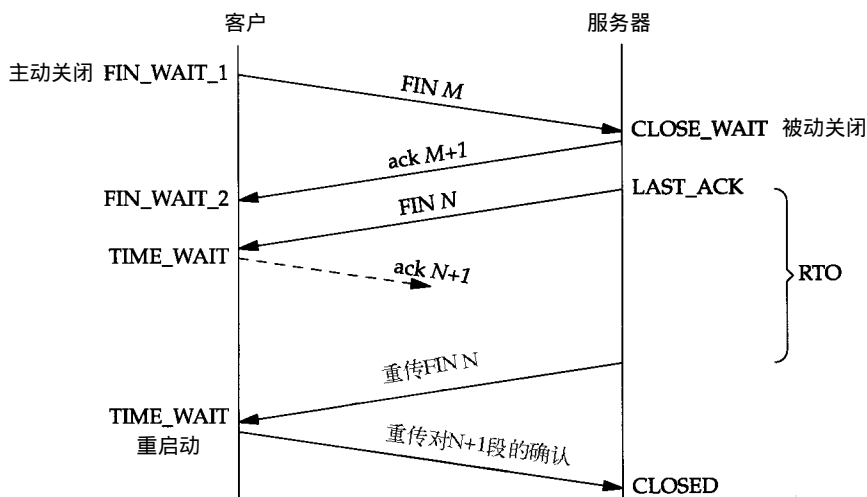 客户 服务器
主动关闭 FIN_WAIT_1
FIN M
CLOSE_WAIT 被动关闭
ack M+1
FIN_WAIT_2
LAST_ACK
FIN N
TIME_WAIT
ack N+1
RTO
重传FIN N
TIME_WAIT
重启动
重传对N+1段的确认
CLOSED